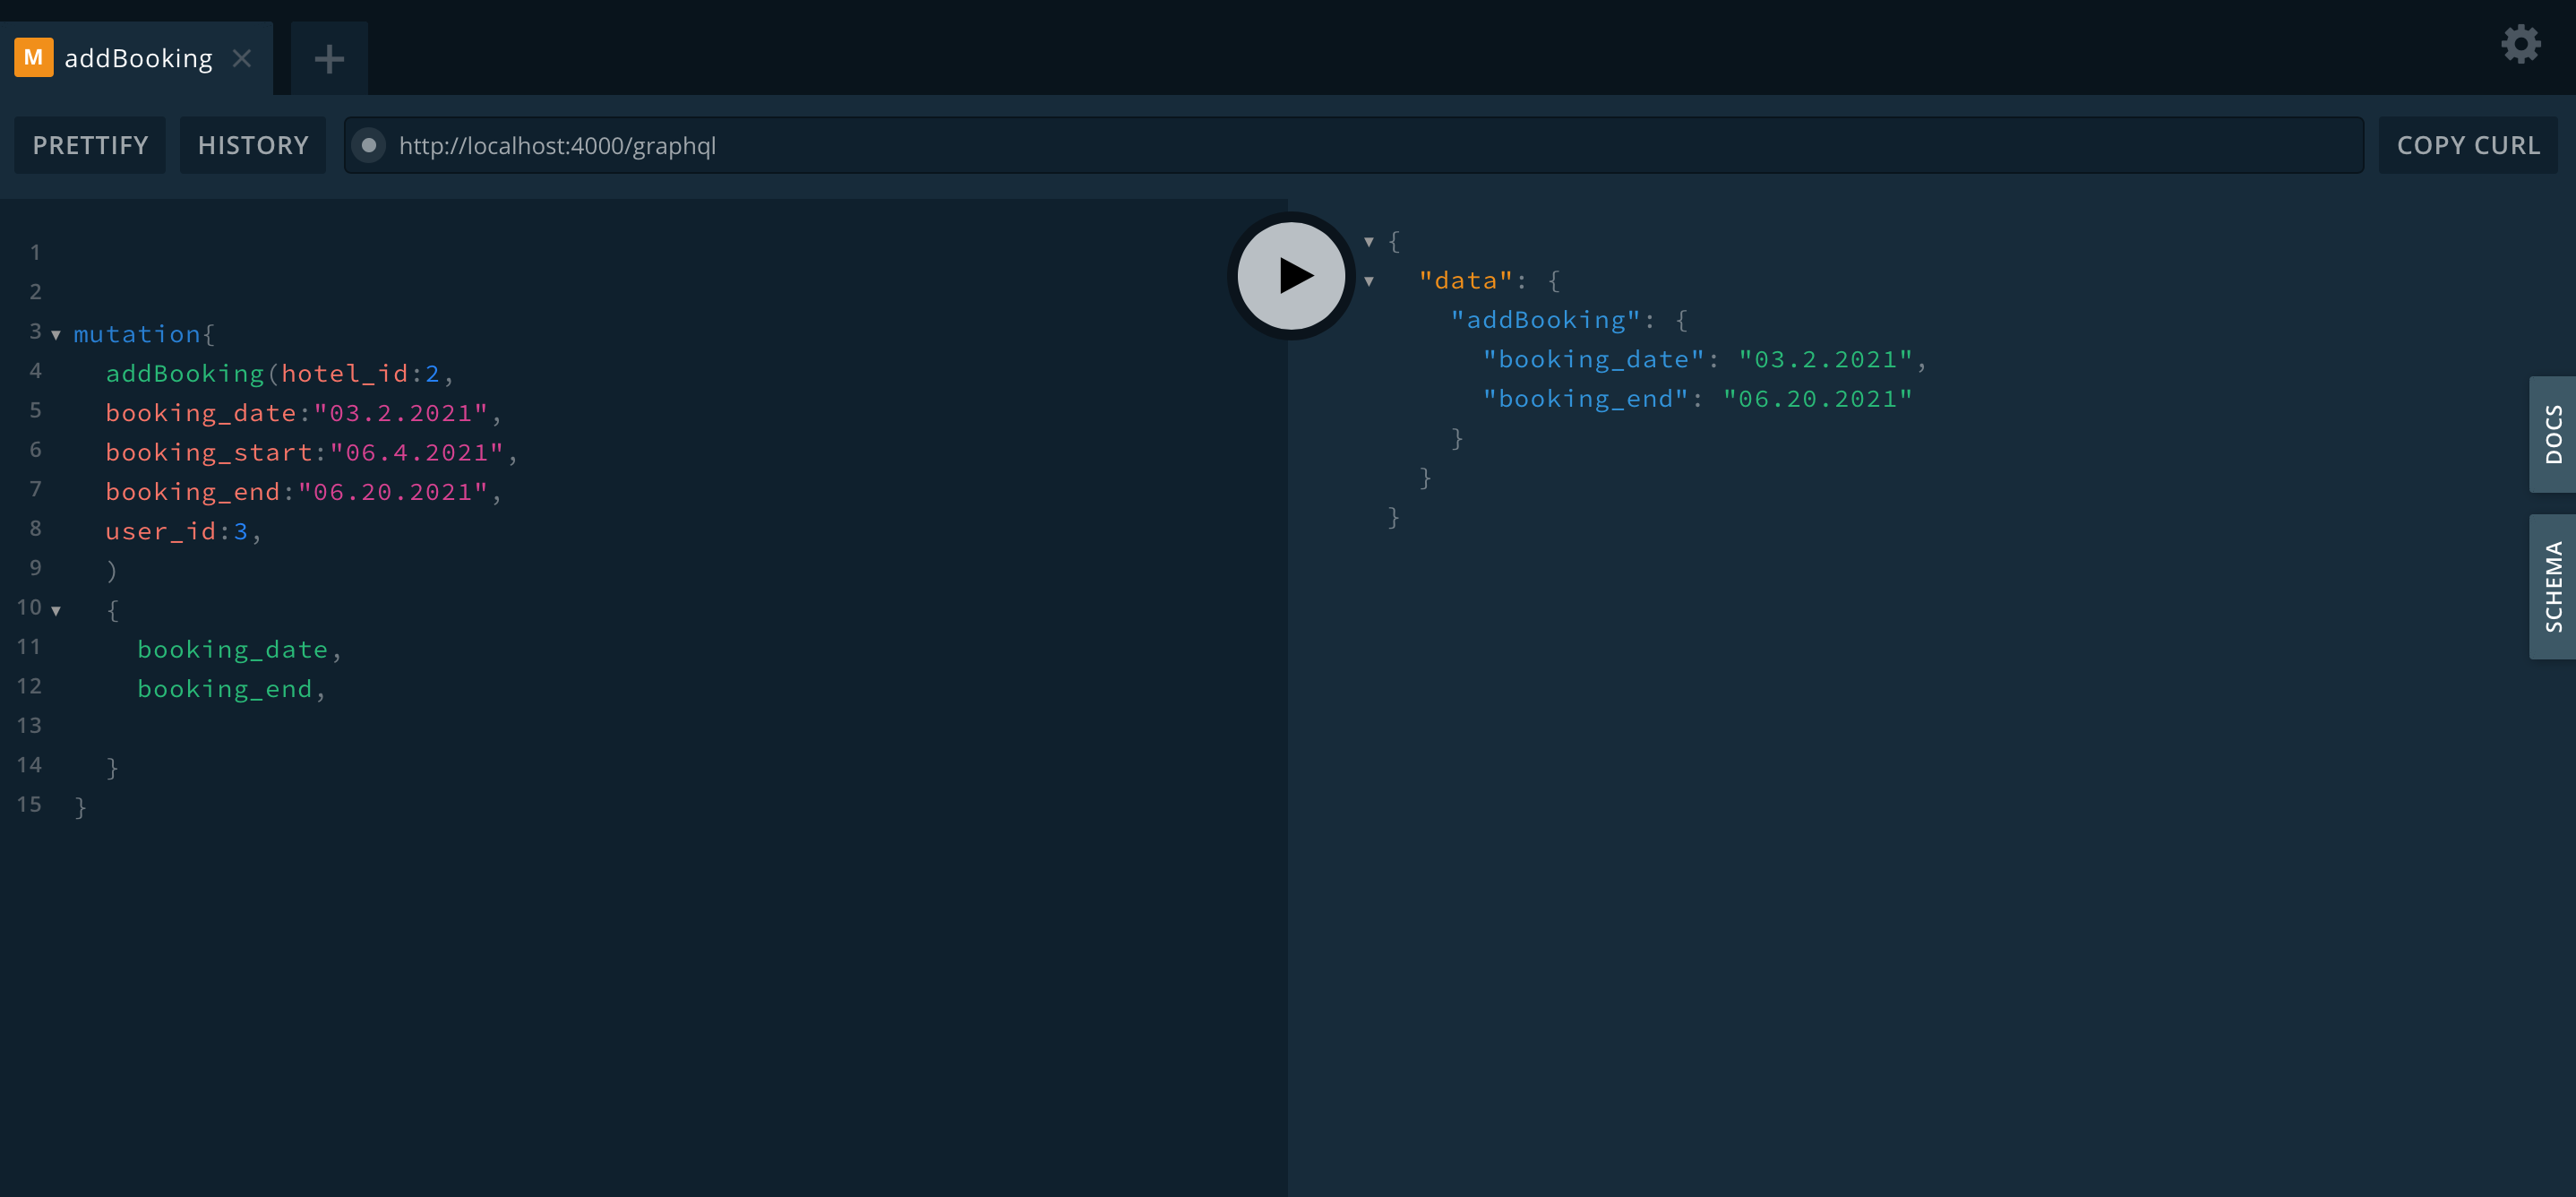 M addBooking
PRETTIFY HISTORY http://localhost:4000/graphql COPY CURL
1
2
3 mutation{
4 addBooking(hotel_id:2,
5 booking_date:"03.2.2021",
6 booking_start:"06.4.2021",
7 booking_end:"06.20.2021",
8 user_id:3,
9 )
10 {
11 booking_date,
12 booking_end,
13
14 }
15 }
{
"data": {
"addBooking": {
"booking_date": "03.2.2021",
"booking_end": "06.20.2021"
}
}
}
DOCS
SCHEMA